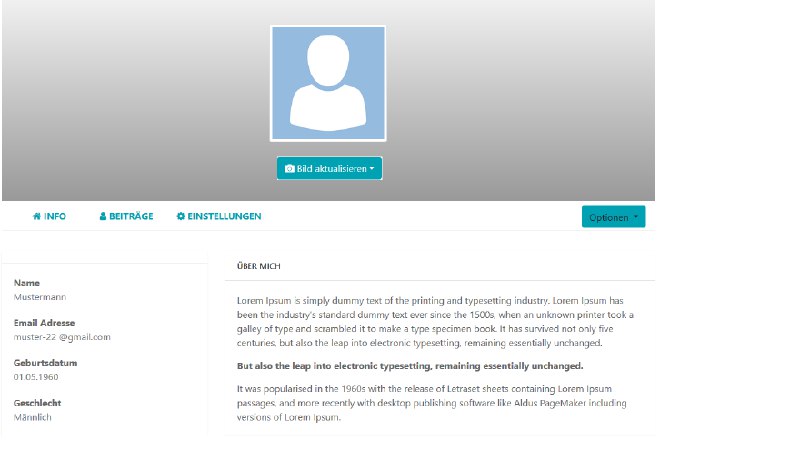 Bild aktualisieren
INFO
BEITRÄGE
EINSTELLUNGEN
Optionen
Name
Mustermann
Email Adresse
muster-22 @gmail.com
Geburtsdatum
01.05.1960
Geschlecht
Männlich
ÜBER MICH
Lorem Ipsum is simply dummy text of the printing and typesetting industry. Lorem Ipsum has
been the industry's standard dummy text ever since the 1500s, when an unknown printer took a
galley of type and scrambled it to make a type specimen book. It has survived not only five
centuries, but also the leap into electronic typesetting, remaining essentially unchanged.
But also the leap into electronic typesetting, remaining essentially unchanged.
It was popularised in the 1960s with the release of Letraset sheets containing Lorem Ipsum
passages, and more recently with desktop publishing software like Aldus PageMaker including
versions of Lorem Ipsum.